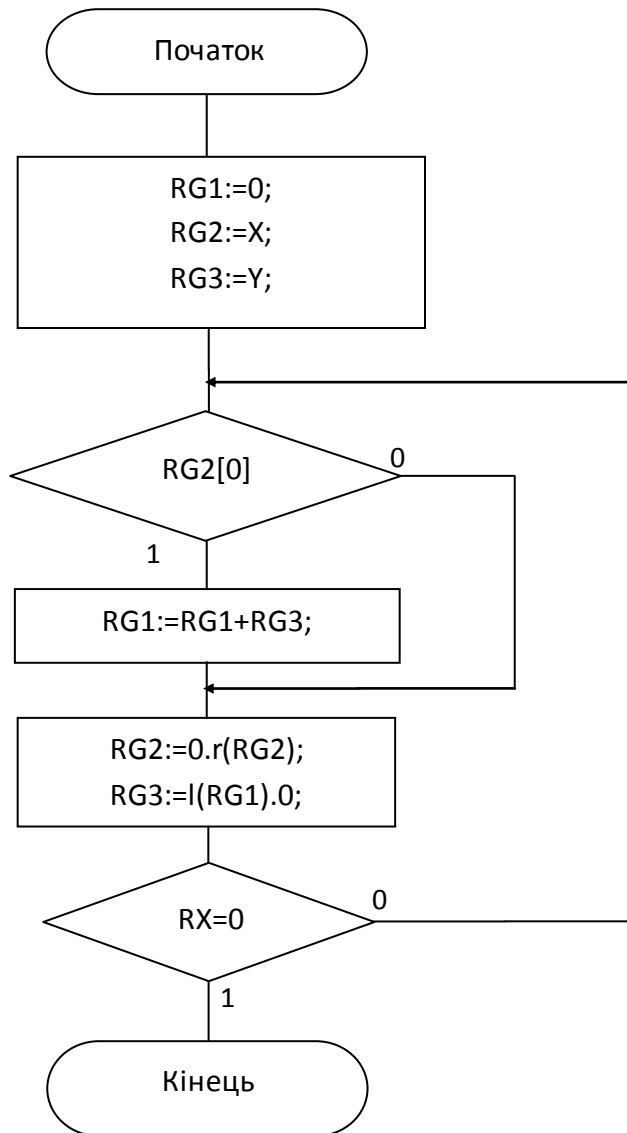 Початок
RG1:=0;
RG2:=X;
RG3:=Y;
RG2[0]
0
1
RG1:=RG1+RG3;
RG2:=0.r(RG2);
RG3:=l(RG1).0;
RX=0
0
1
Кінець